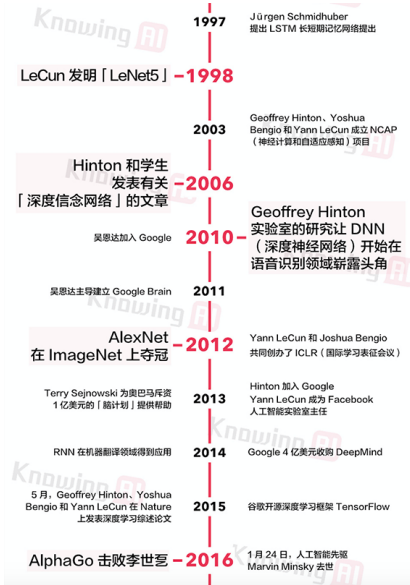 1997
Jürgen Schmidhuber
提出 LSTM 长短期记忆网络提出
LeCun 发明「LeNet5」
1998
2003
Geoffrey Hinton、Yoshua
Bengio 和 Yann LeCun 成立 NCAP
（神经计算和自适应感知）项目
Hinton 和学生
发表有关
「深度信念网络」的文章
2006
吴恩达加入 Google
2010
Geoffrey Hinton
实验室的研究让 DNN
（深度神经网络）开始在
语音识别领域崭露头角
吴恩达主导建立 Google Brain
2011
AlexNet
在 ImageNet 上夺冠
2012
Yann LeCun 和 Joshua Bengio
共同创办了 ICLR（国际学习表征会议）
Terry Sejnowski 为奥巴马斥资
1 亿美元的「脑计划」提供帮助
2013
Hinton 加入 Google
Yann LeCun 成为 Facebook
人工智能实验室主任
RNN 在机器翻译领域得到应用
2014
Google 4 亿美元收购 DeepMind
5 月，Geoffrey Hinton、Yoshua
Bengio 和 Yann LeCun 在 Nature
上发表深度学习综述论文
2015
谷歌开源深度学习框架 TensorFlow
AlphaGo 击败李世乭
2016
1 月 24 日，人工智能先驱
Marvin Minsky 去世
Knowing AI
Knowing AI
Knowing AI
Knowing AI
Knowing AI
Knowing AI